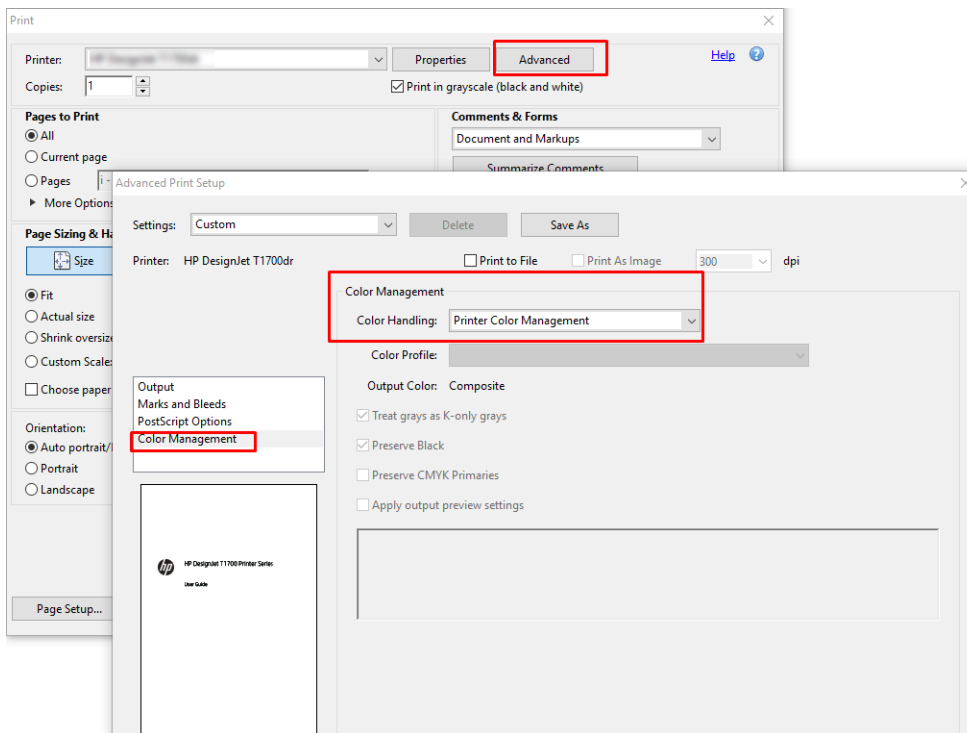 Print
Printer: Properties Advanced Help
Copies: 1 Print in grayscale (black and white)
Pages to Print
All
Current page
Pages i -
More Options
Comments & Forms
Document and Markups
Summarize Comments
Page Sizing & Ha
Size
Fit
Actual size
Shrink oversize
Custom Scale:
Choose paper
Orientation:
Auto portrait/l
Portrait
Landscape
Page Setup...
Advanced Print Setup
Settings: Custom Delete Save As
Printer: HP DesignJet T1700dr Print to File Print As Image 300 dpi
Color Management
Color Handling: Printer Color Management
Color Profile:
Output Color: Composite
Treat grays as K-only grays
Preserve Black
Preserve CMYK Primaries
Apply output preview settings
Output
Marks and Bleeds
PostScript Options
Color Management
hp
HP DesignJet T1700 Printer Series
User Guide